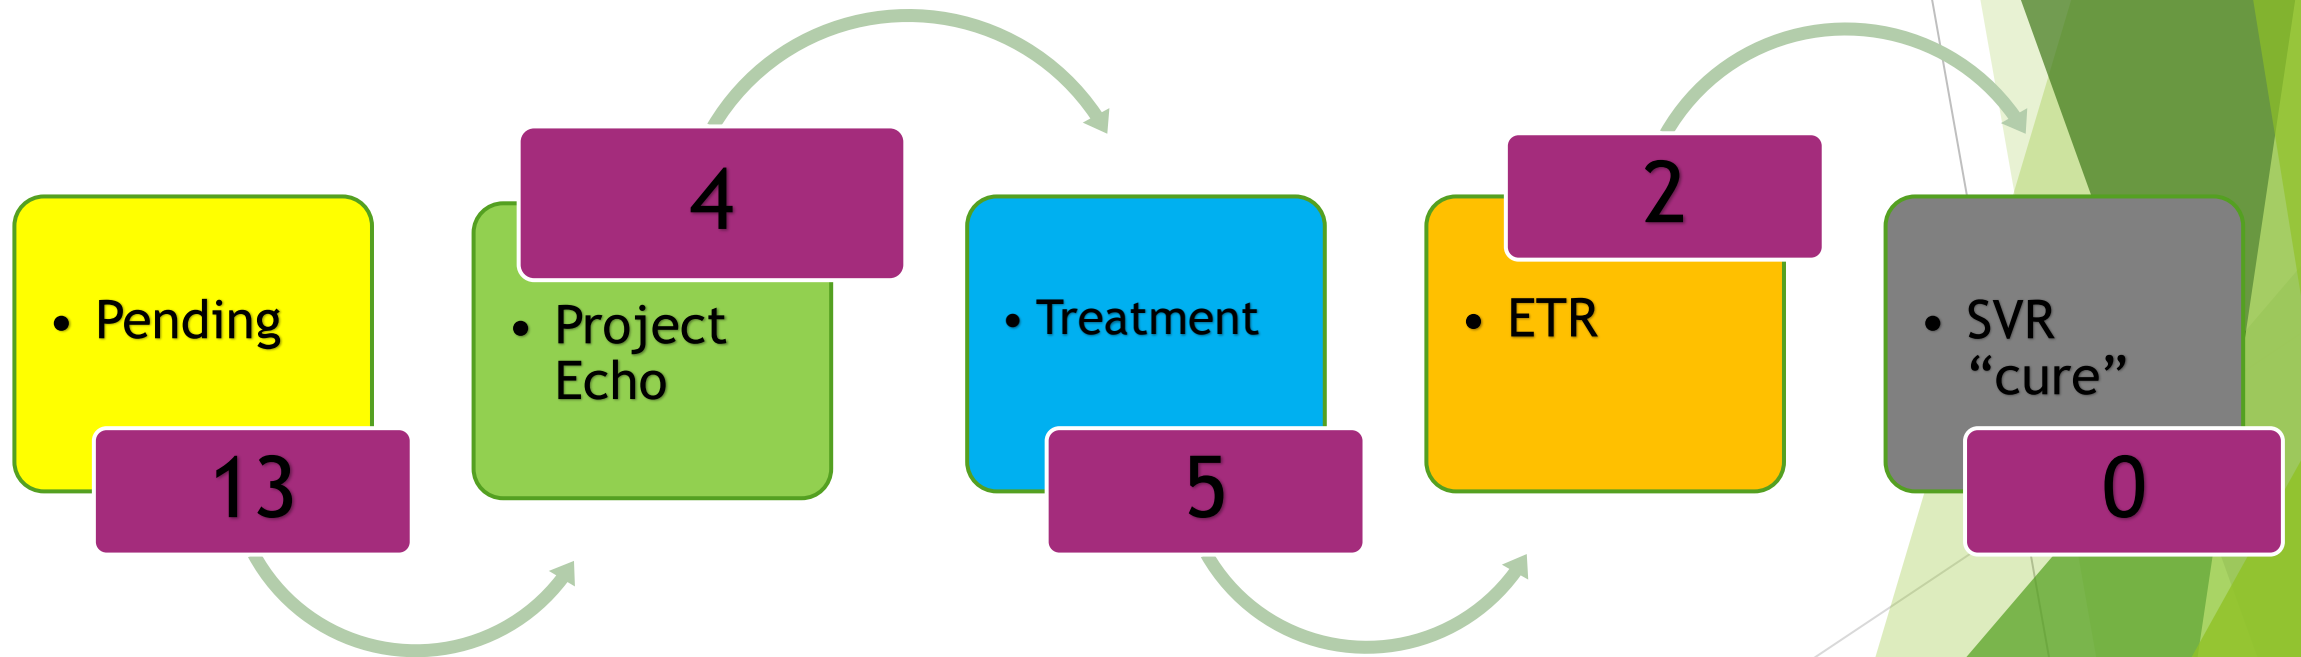 • Pending
13
4
• Project
Echo
• Treatment
5
2
• ETR
• SVR
“cure”
0